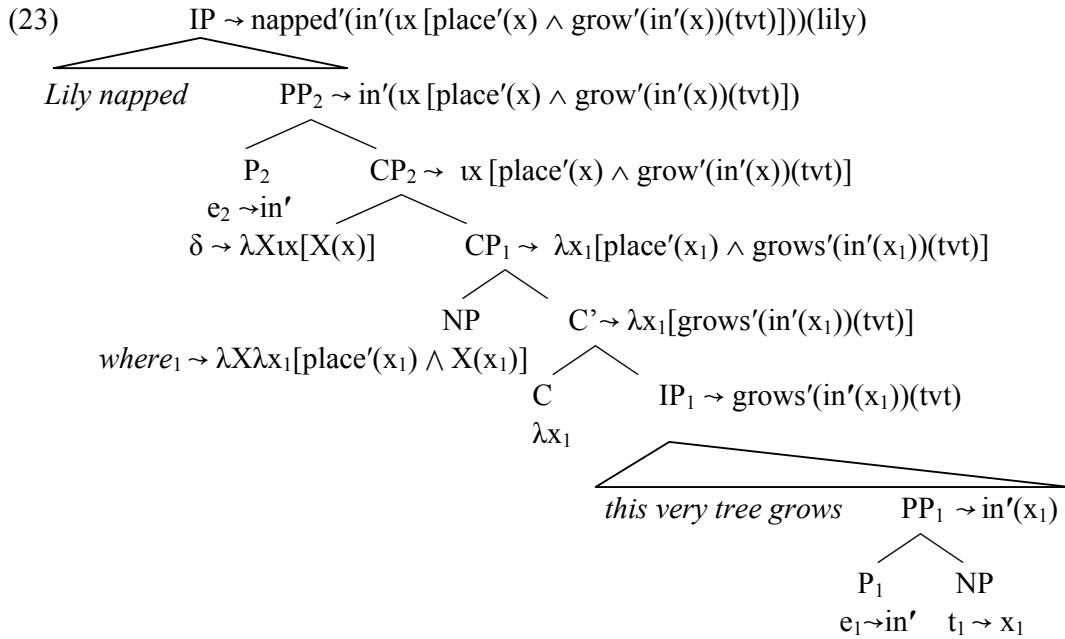 (23) IP → napped′(in′(ιx [place′(x) ∧ grow′(in′(x))(tvt)]))(lily)
Lily napped PP₂ → in′(ιx [place′(x) ∧ grow′(in′(x))(tvt)])
P₂ CP₂ → ιx [place′(x) ∧ grow′(in′(x))(tvt)]
e₂ →in′
δ → λXιx[X(x)] CP₁ → λx₁[place′(x₁) ∧ grows′(in′(x₁))(tvt)]
NP C’→ λx₁[grows′(in′(x₁))(tvt)]
where₁ → λXλx₁[place′(x₁) ∧ X(x₁)]
C IP₁ → grows′(in′(x₁))(tvt)
λx₁
this very tree grows PP₁ → in′(x₁)
P₁ NP
e₁→in′ t₁ → x₁